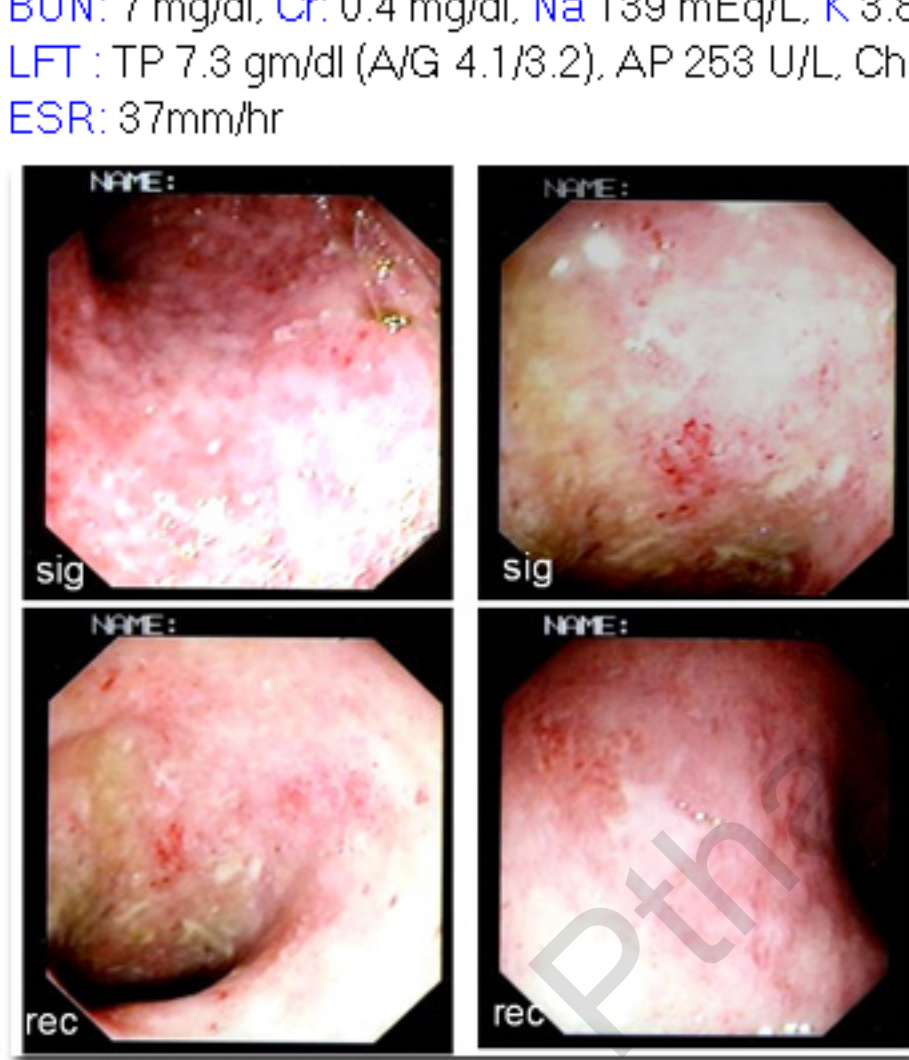 BUN: 7 mg/dl, Cr: 0.4 mg/dl, Na 139 mEq/L, K 3.8
LFT : TP 7.3 gm/dl (A/G 4.1/3.2), AP 253 U/L, Ch
ESR: 37mm/hr
NAME: NAME:
sig sig
NAME: NAME:
rec rec
Ptha